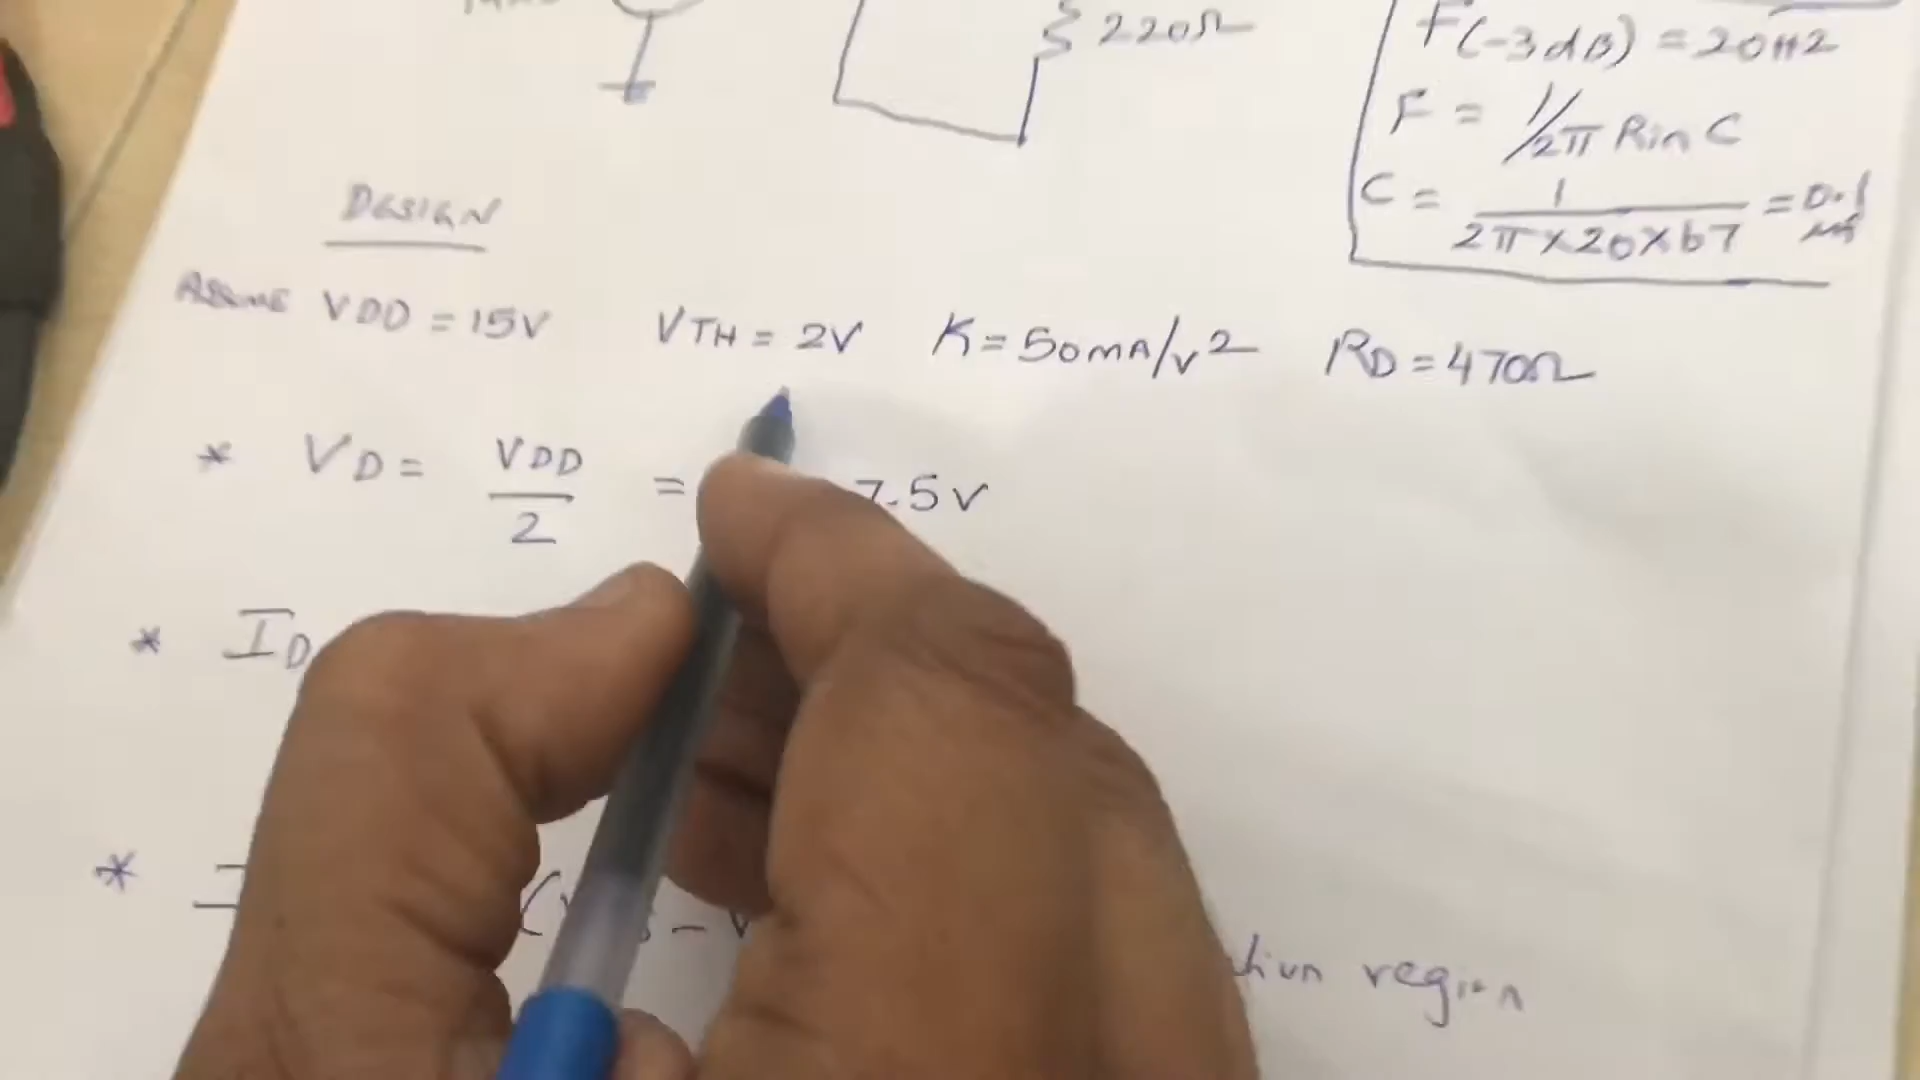 220Ω
F(-3dB) = 20HZ
F = 1/2π Rin C
C = 1 / 2π×20×67 = 0.1 µf
DESIGN
ASSUME VDD = 15V VTH = 2V K = 50mA/V2 RD = 470Ω
* VD = VDD / 2 = 7.5V
* ID
* I ( - V
region